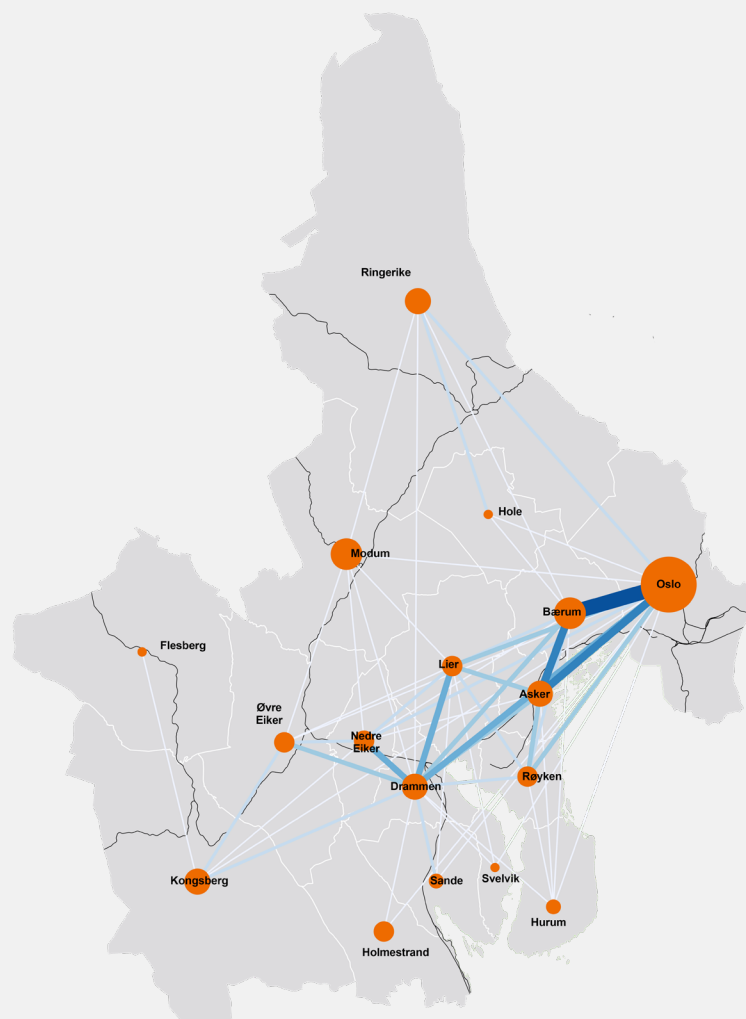 Ringerike
Hole
Modum
Oslo
Bærum
Flesberg
Lier
Asker
Øvre
Eiker
Nedre
Eiker
Røyken
Drammen
Kongsberg
Sande
Svelvik
Hurum
Holmestrand